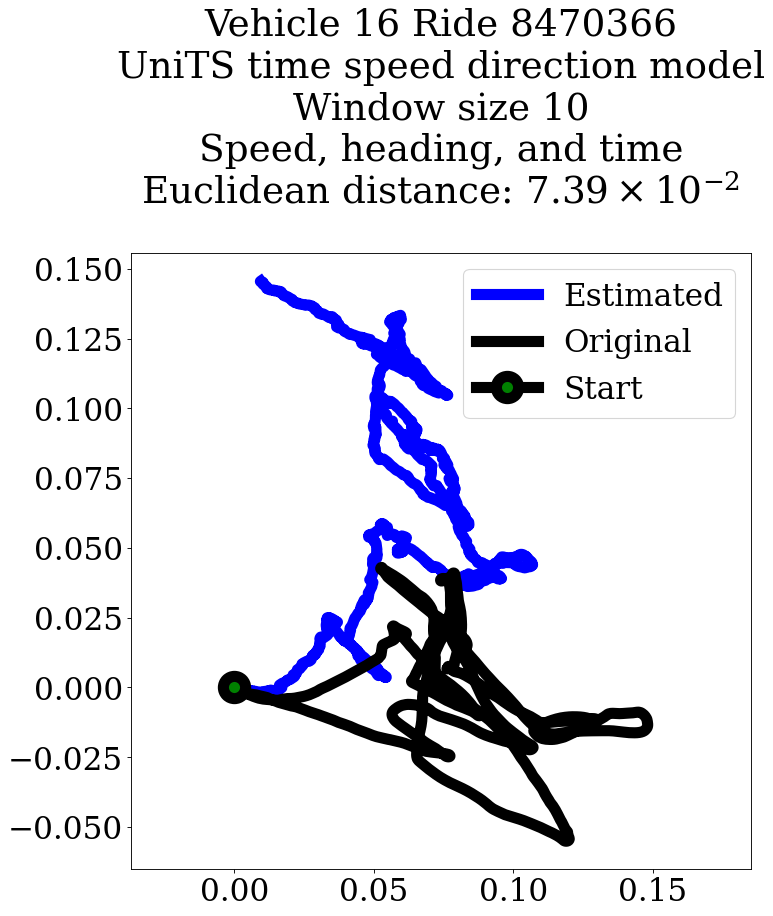 Vehicle 16 Ride 8470366
UniTS time speed direction model
Window size 10
Speed, heading, and time
Euclidean distance: 7.39 × 10⁻²
0.150
0.125
0.100
0.075
0.050
0.025
0.000
−0.025
−0.050
Estimated
Original
Start
0.00 0.05 0.10 0.15